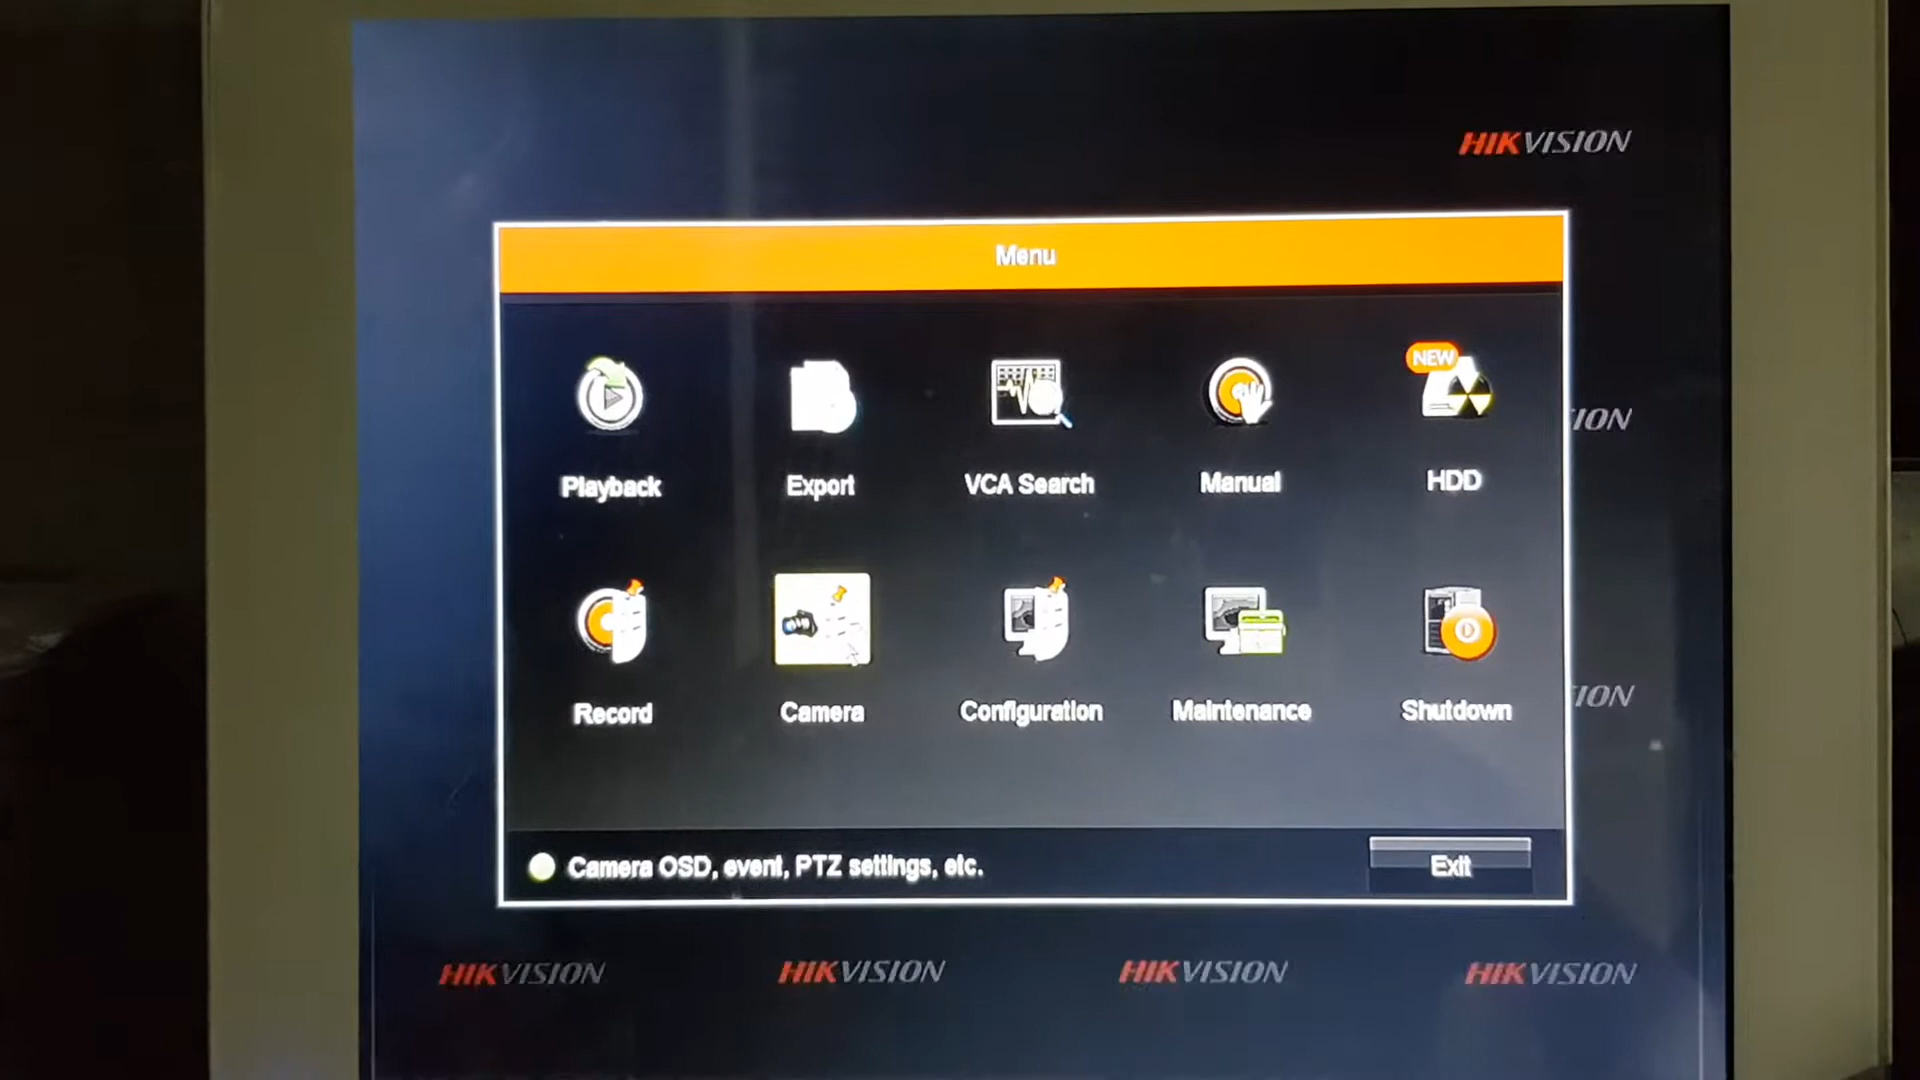 HIKVISION
Menu
NEW
Playback Export VCA Search Manual HDD
ION
Record Camera Configuration Maintenance Shutdown
ION
Camera OSD, event, PTZ settings, etc.
Exit
HIKVISION HIKVISION HIKVISION HIKVISION